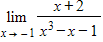 lim x→-1 x+2 / x³-x-1